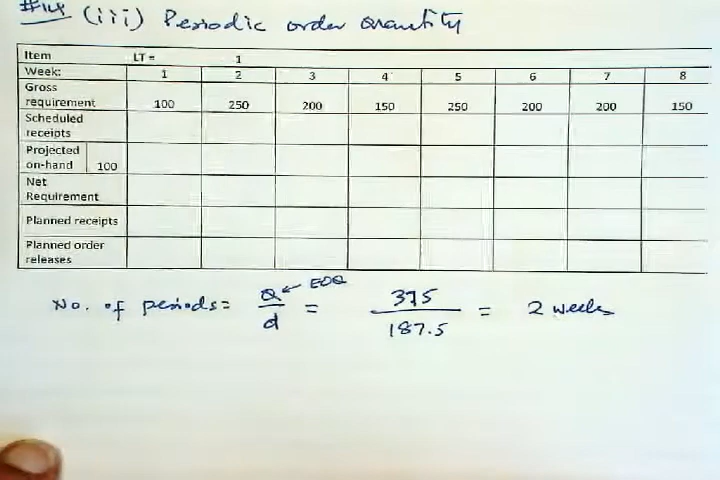 #14 (iii) Periodic order quantity
Item LT = 1
Week: 1 2 3 4 5 6 7 8
Gross
requirement 100 250 200 150 250 200 200 150
Scheduled
receipts
Projected
on-hand 100
Net
Requirement
Planned receipts
Planned order
releases
No. of periods = Q/d ← EOQ = 375/187.5 = 2 weeks